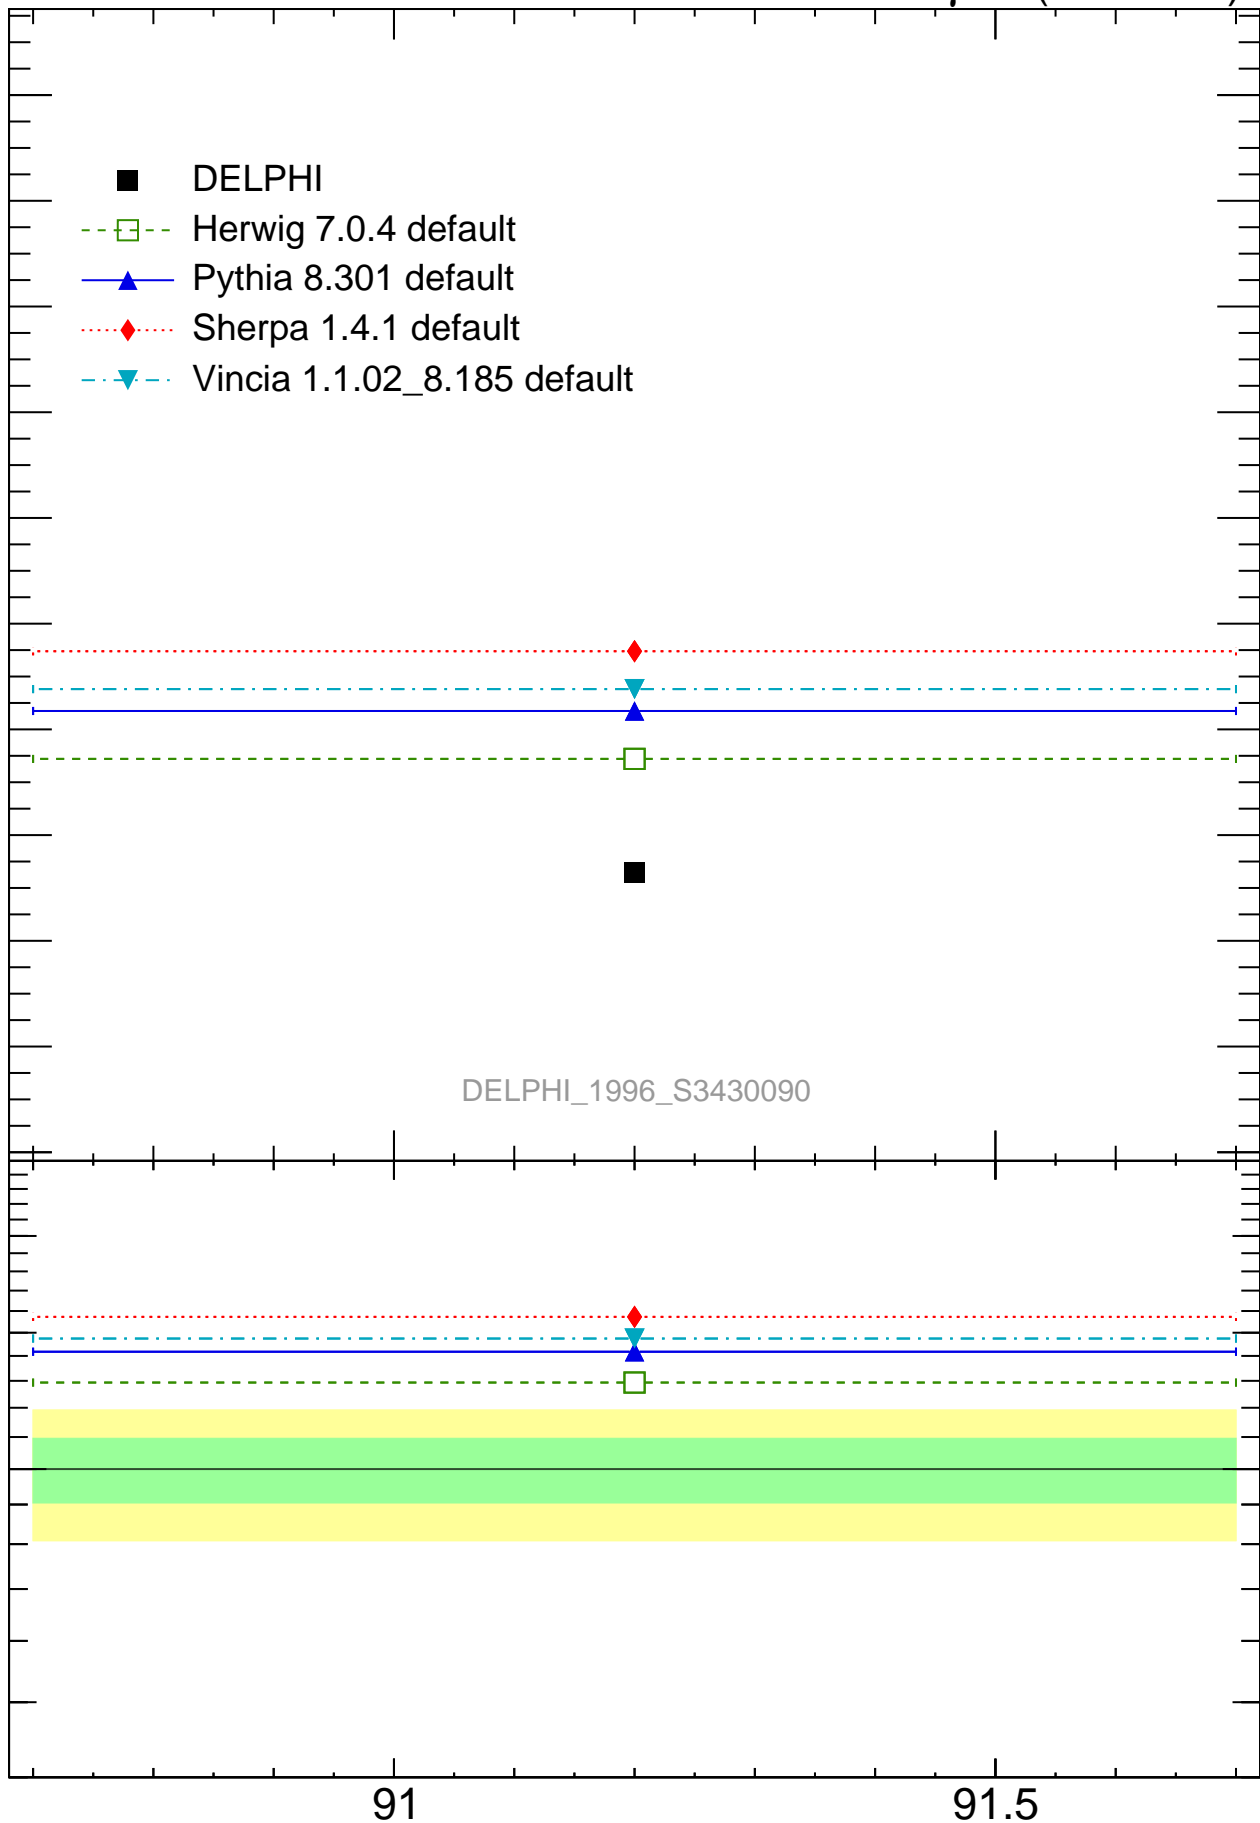 DELPHI
Herwig 7.0.4 default
Pythia 8.301 default
Sherpa 1.4.1 default
Vincia 1.1.02_8.185 default
DELPHI_1996_S3430090
91
91.5